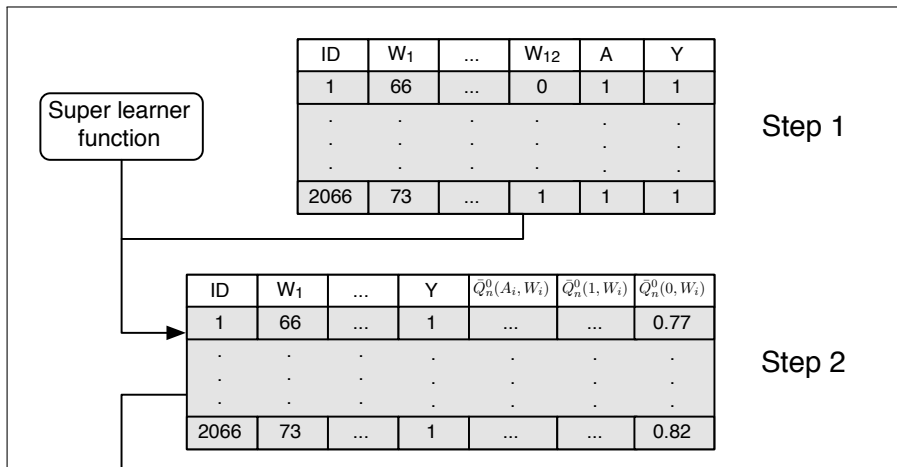 ID W₁ ... W₁₂ A Y
1 66 ... 0 1 1
. . . . . .
. . . . . .
. . . . . .
2066 73 ... 1 1 1
Super learner
function
Step 1
ID W₁ ... Y Q̄ₙ⁰(Aᵢ, Wᵢ) Q̄ₙ⁰(1, Wᵢ) Q̄ₙ⁰(0, Wᵢ)
1 66 ... 1 ... ... 0.77
. . . . . . .
. . . . . . .
. . . . . . .
2066 73 ... 1 ... ... 0.82
Step 2